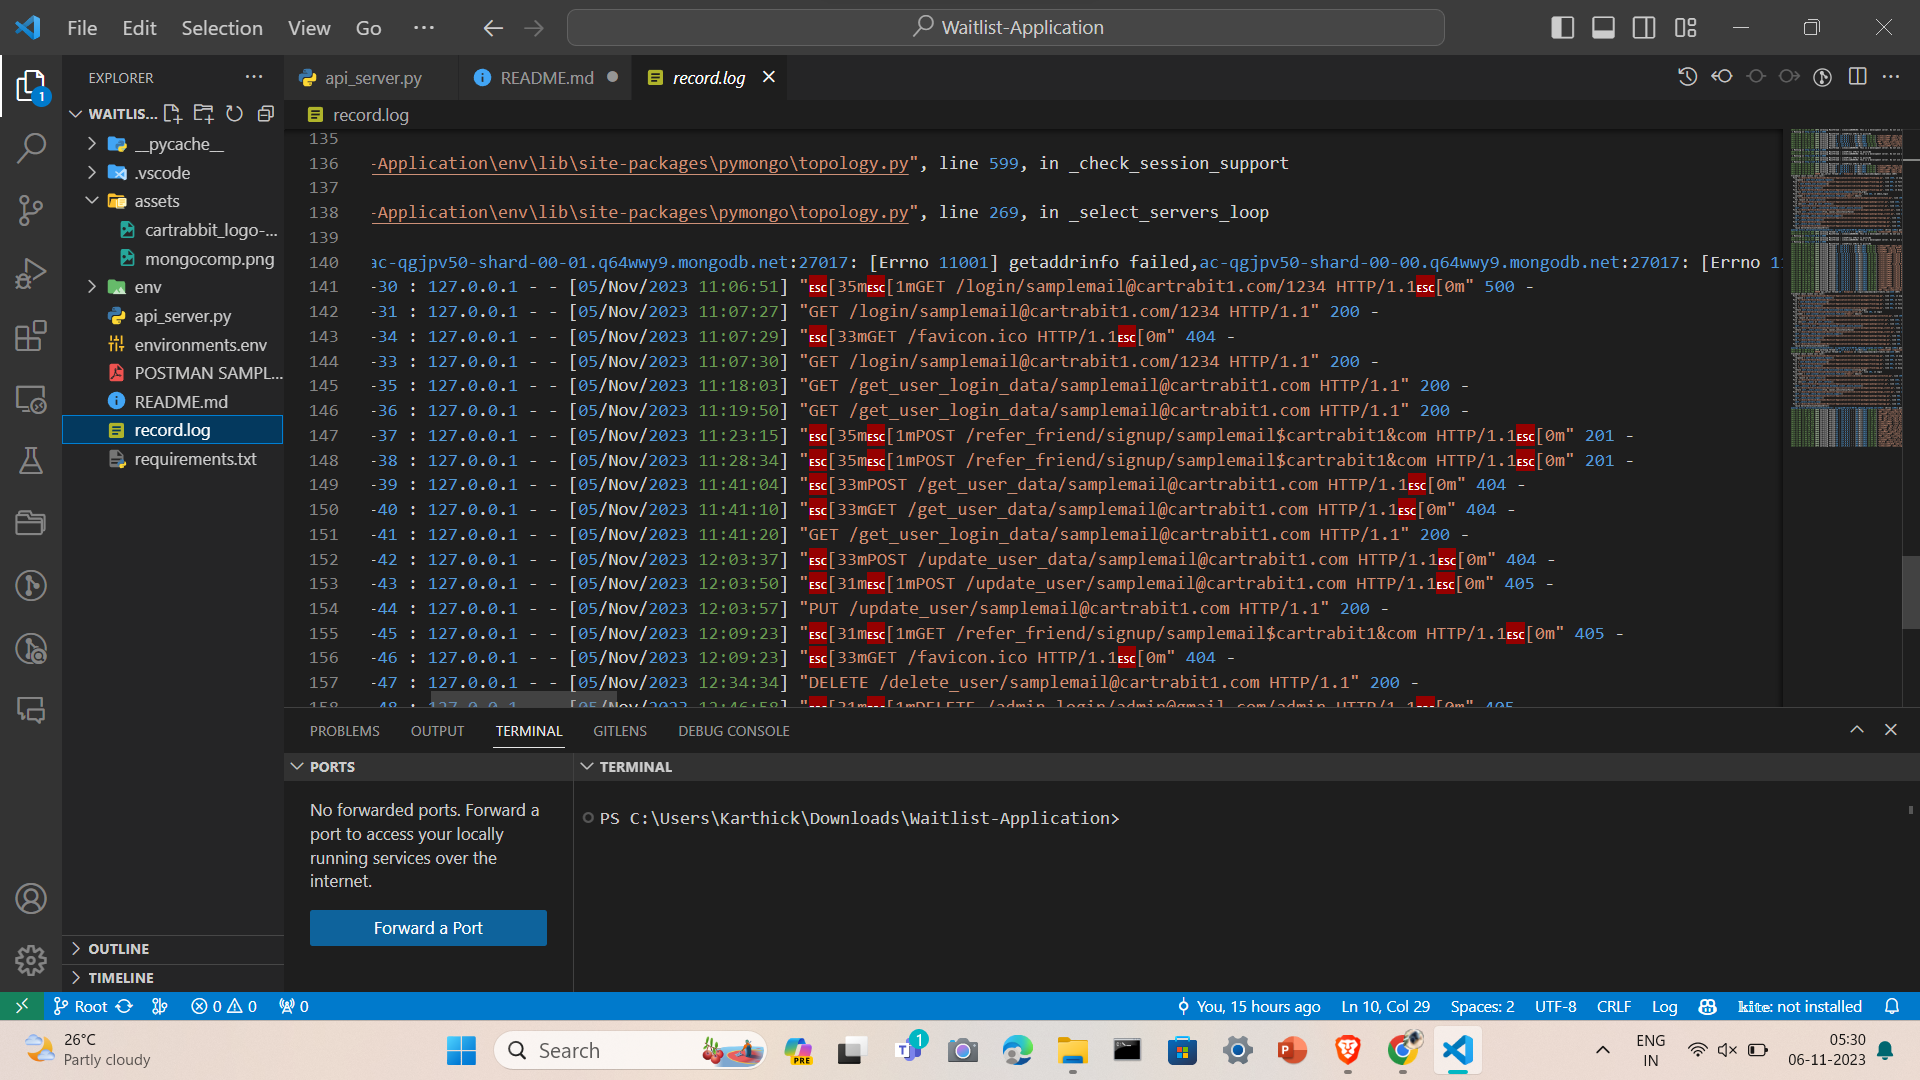 File Edit Selection View Go ··· Waitlist-Application
EXPLORER
WAITLIS...
__pycache__
.vscode
assets
cartrabbit_logo-...
mongocomp.png
env
api_server.py
environments.env
POSTMAN SAMPL...
README.md
record.log
requirements.txt
OUTLINE
TIMELINE
1
api_server.py README.md record.log
record.log
135
136 -Application\env\lib\site-packages\pymongo\topology.py", line 599, in _check_session_support
137
138 -Application\env\lib\site-packages\pymongo\topology.py", line 269, in _select_servers_loop
139
140 ac-qgjpv50-shard-00-01.q64wwy9.mongodb.net:27017: [Errno 11001] getaddrinfo failed,ac-qgjpv50-shard-00-00.q64wwy9.mongodb.net:27017: [Errno 11
141 -30 : 127.0.0.1 - - [05/Nov/2023 11:06:51] "ESC[35mESC[1mGET /login/samplemail@cartrabit1.com/1234 HTTP/1.1ESC[0m" 500 -
142 -31 : 127.0.0.1 - - [05/Nov/2023 11:07:27] "GET /login/samplemail@cartrabit1.com/1234 HTTP/1.1" 200 -
143 -34 : 127.0.0.1 - - [05/Nov/2023 11:07:29] "ESC[33mGET /favicon.ico HTTP/1.1ESC[0m" 404 -
144 -33 : 127.0.0.1 - - [05/Nov/2023 11:07:30] "GET /login/samplemail@cartrabit1.com/1234 HTTP/1.1" 200 -
145 -35 : 127.0.0.1 - - [05/Nov/2023 11:18:03] "GET /get_user_login_data/samplemail@cartrabit1.com HTTP/1.1" 200 -
146 -36 : 127.0.0.1 - - [05/Nov/2023 11:19:50] "GET /get_user_login_data/samplemail@cartrabit1.com HTTP/1.1" 200 -
147 -37 : 127.0.0.1 - - [05/Nov/2023 11:23:15] "ESC[35mESC[1mPOST /refer_friend/signup/samplemail$cartrabit1&com HTTP/1.1ESC[0m" 201 -
148 -38 : 127.0.0.1 - - [05/Nov/2023 11:28:34] "ESC[35mESC[1mPOST /refer_friend/signup/samplemail$cartrabit1&com HTTP/1.1ESC[0m" 201 -
149 -39 : 127.0.0.1 - - [05/Nov/2023 11:41:04] "ESC[33mPOST /get_user_data/samplemail@cartrabit1.com HTTP/1.1ESC[0m" 404 -
150 -40 : 127.0.0.1 - - [05/Nov/2023 11:41:10] "ESC[33mGET /get_user_data/samplemail@cartrabit1.com HTTP/1.1ESC[0m" 404 -
151 -41 : 127.0.0.1 - - [05/Nov/2023 11:41:20] "GET /get_user_login_data/samplemail@cartrabit1.com HTTP/1.1" 200 -
152 -42 : 127.0.0.1 - - [05/Nov/2023 12:03:37] "ESC[33mPOST /update_user_data/samplemail@cartrabit1.com HTTP/1.1ESC[0m" 404 -
153 -43 : 127.0.0.1 - - [05/Nov/2023 12:03:50] "ESC[31mESC[1mPOST /update_user/samplemail@cartrabit1.com HTTP/1.1ESC[0m" 405 -
154 -44 : 127.0.0.1 - - [05/Nov/2023 12:03:57] "PUT /update_user/samplemail@cartrabit1.com HTTP/1.1" 200 -
155 -45 : 127.0.0.1 - - [05/Nov/2023 12:09:23] "ESC[31mESC[1mGET /refer_friend/signup/samplemail$cartrabit1&com HTTP/1.1ESC[0m" 405 -
156 -46 : 127.0.0.1 - - [05/Nov/2023 12:09:23] "ESC[33mGET /favicon.ico HTTP/1.1ESC[0m" 404 -
157 -47 : 127.0.0.1 - - [05/Nov/2023 12:34:34] "DELETE /delete_user/samplemail@cartrabit1.com HTTP/1.1" 200 -
158 -48 : 127.0.0.1 - - [05/Nov/2023 12:46:58] "ESC[31mESC[1mDELETE /admin_login/admin@gmail.com/admin HTTP/1.1ESC[0m" 405
PROBLEMS OUTPUT TERMINAL GITLENS DEBUG CONSOLE
PORTS
No forwarded ports. Forward a
port to access your locally
running services over the
internet.
Forward a Port
TERMINAL
PS C:\Users\Karthick\Downloads\Waitlist-Application>
Root 0 0 0 You, 15 hours ago Ln 10, Col 29 Spaces: 2 UTF-8 CRLF Log kite: not installed
26°C
Partly cloudy
Search
PRE
1
ENG
IN
05:30
06-11-2023